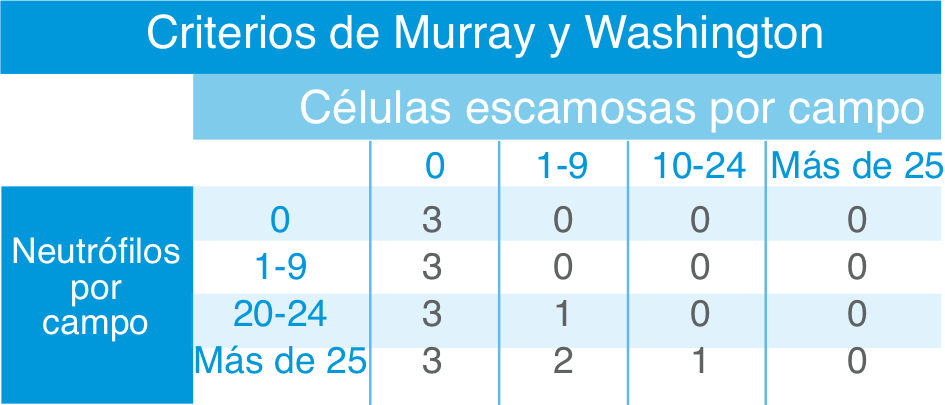 Criterios de Murray y Washington
Células escamosas por campo
0 1-9 10-24 Más de 25
Neutrófilos
por
campo
0 3 0 0 0
1-9 3 0 0 0
20-24 3 1 0 0
Más de 25 3 2 1 0